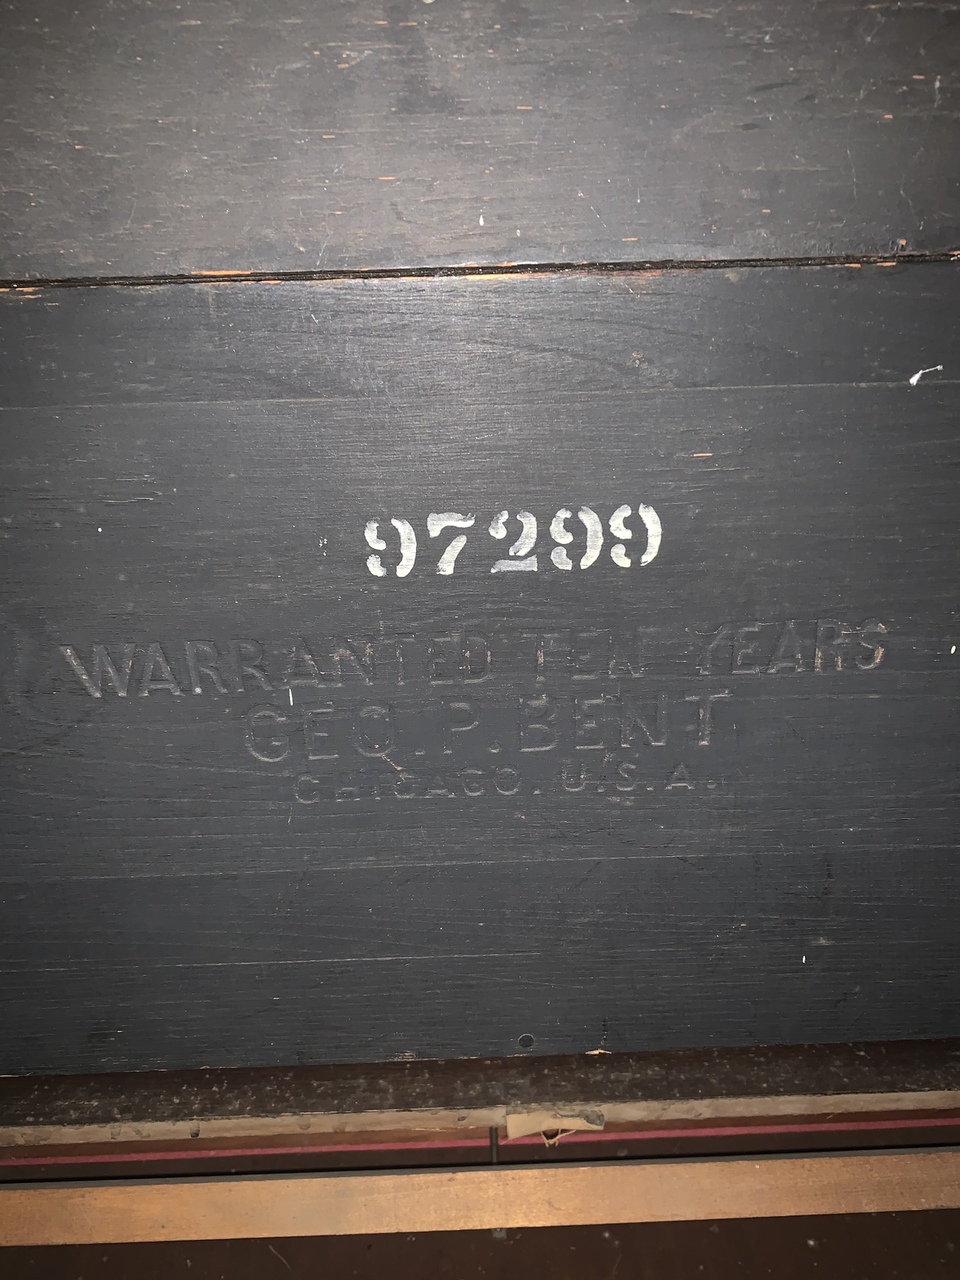 97299
WARRANTED TEN YEARS
GEO. P. BENT
CHICAGO. U.S.A.